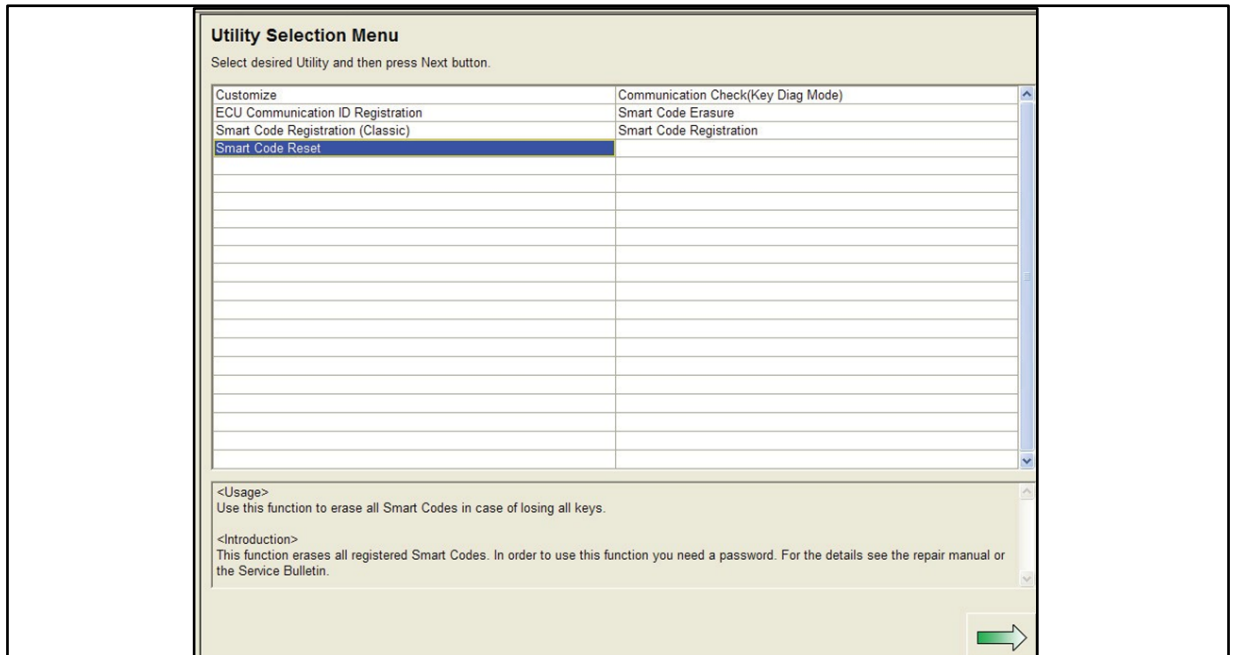 Utility Selection Menu
Select desired Utility and then press Next button.
Customize
Communication Check(Key Diag Mode)
ECU Communication ID Registration
Smart Code Erasure
Smart Code Registration (Classic)
Smart Code Registration
Smart Code Reset
<Usage>
Use this function to erase all Smart Codes in case of losing all keys.
<Introduction>
This function erases all registered Smart Codes. In order to use this function you need a password. For the details see the repair manual or
the Service Bulletin.